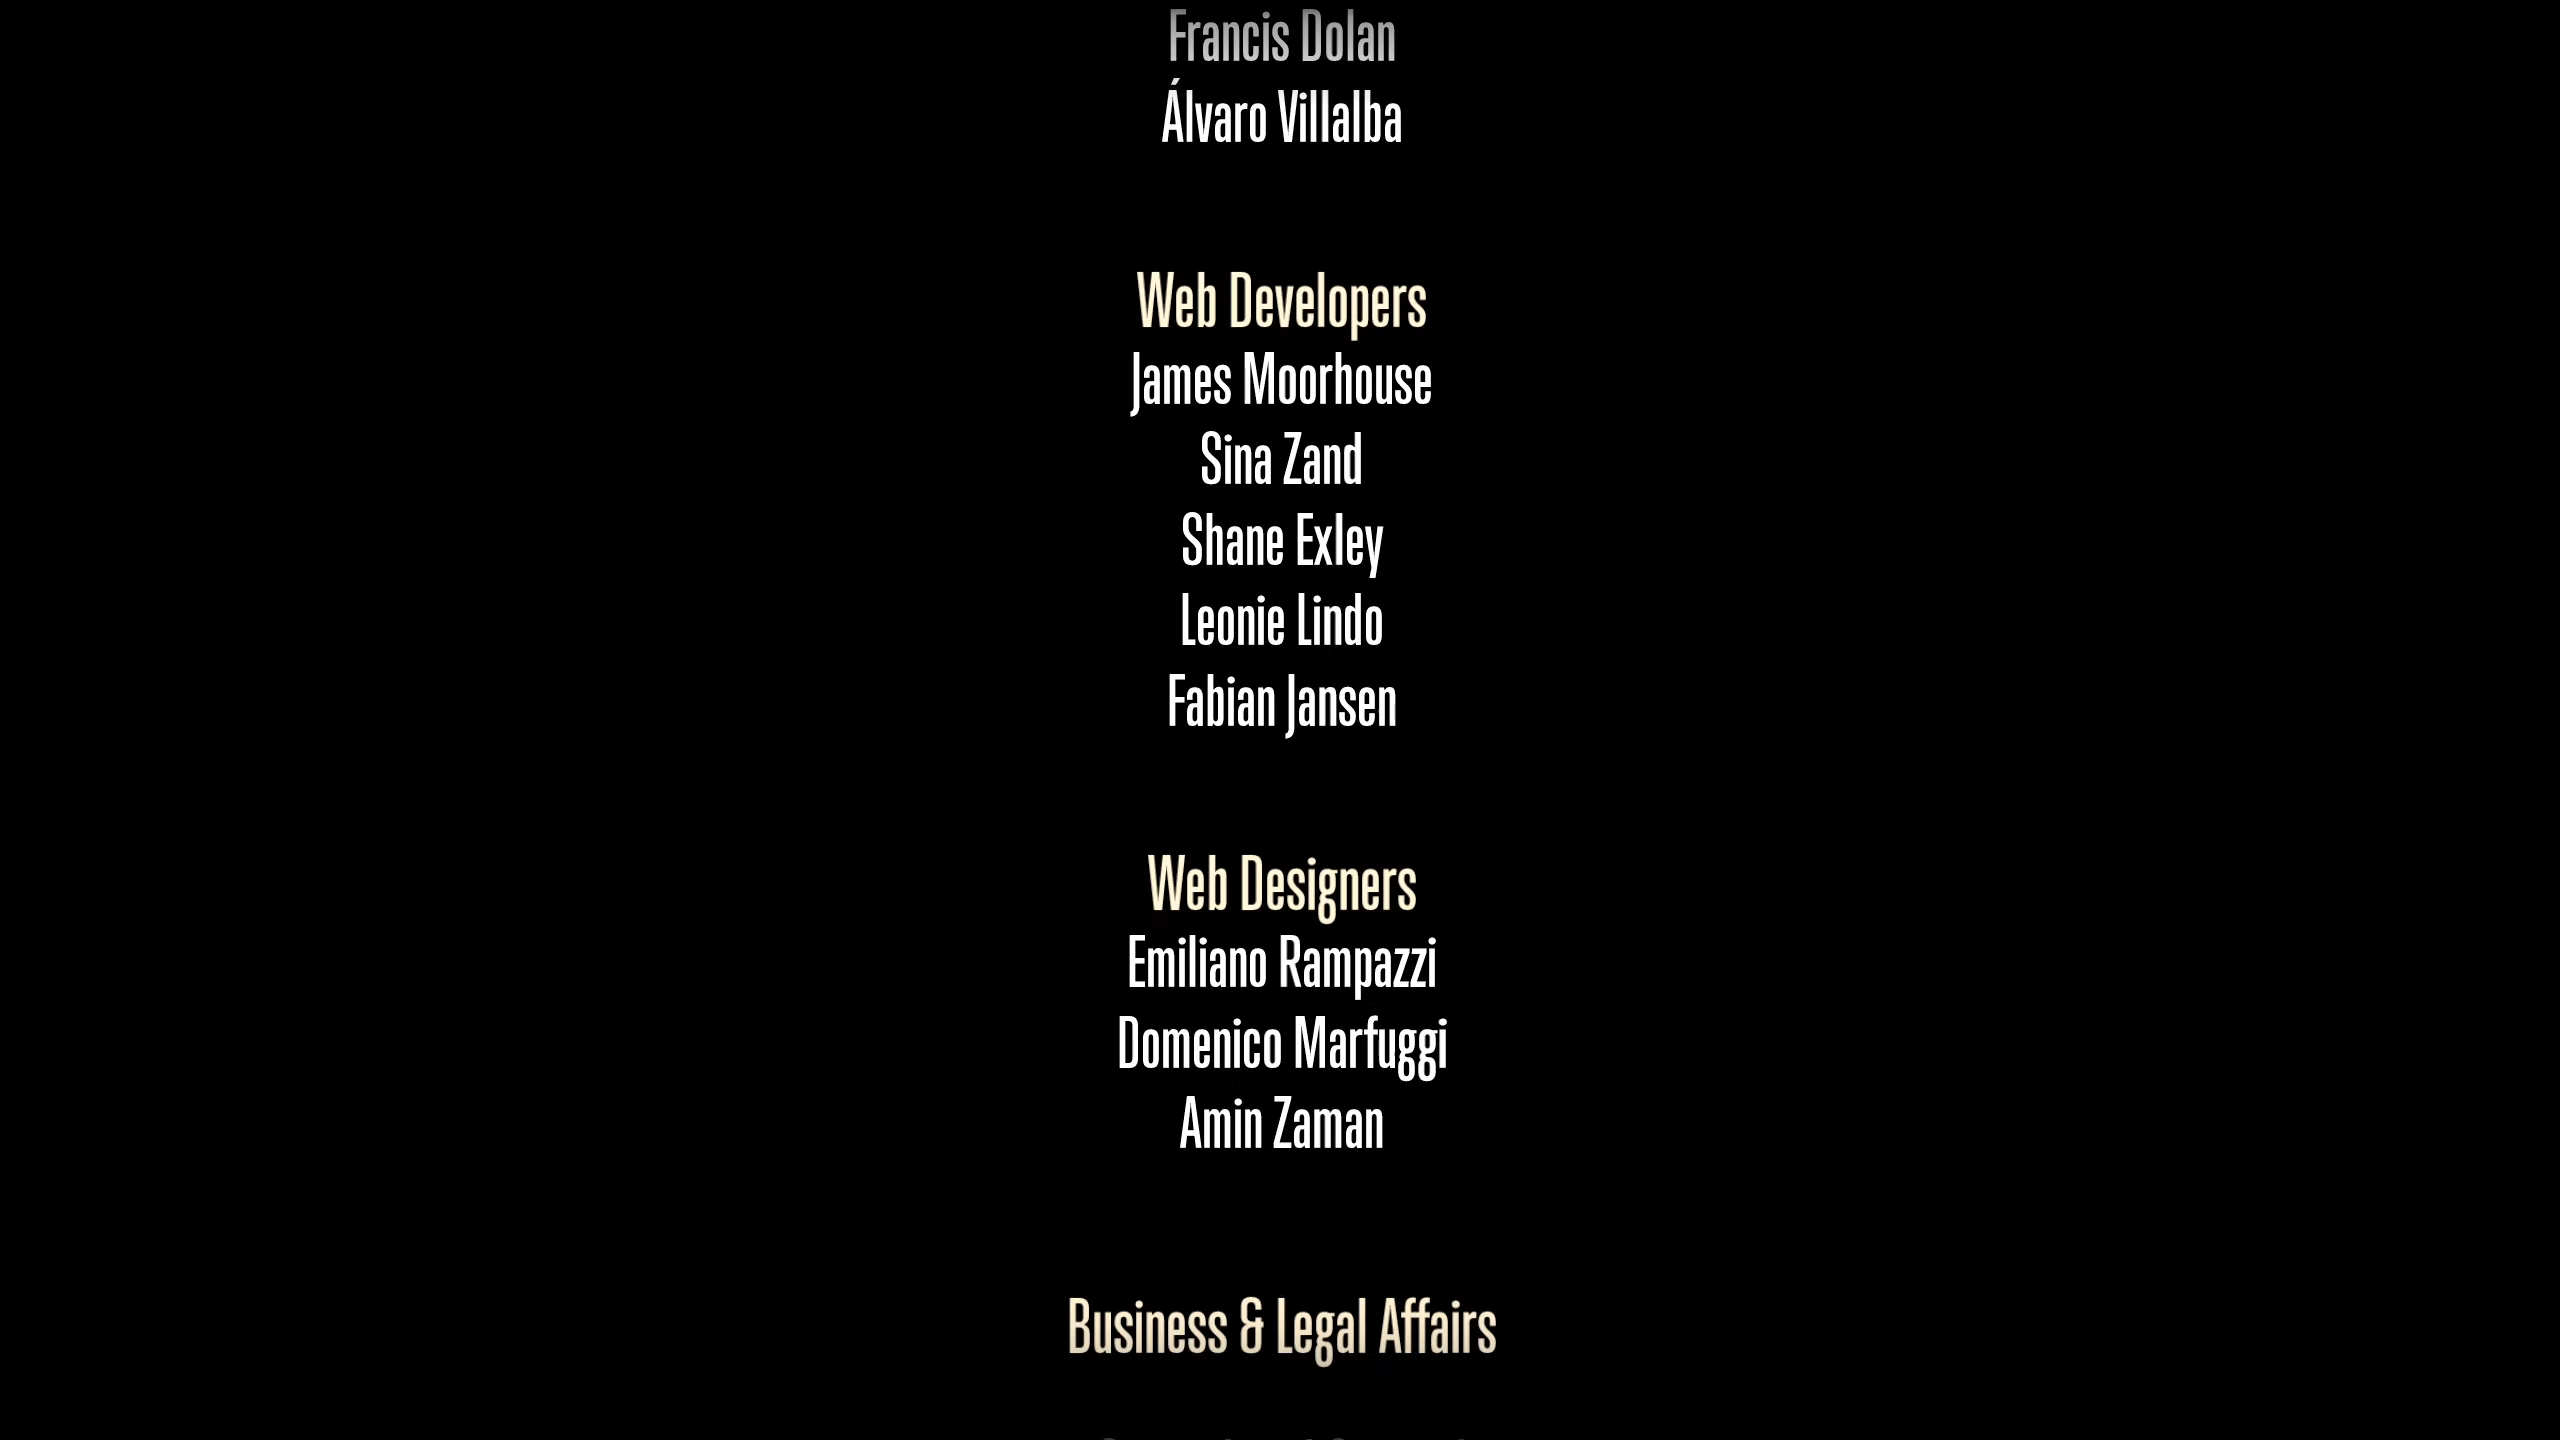 Francis Dolan
Álvaro Villalba
Web Developers
James Moorhouse
Sina Zand
Shane Exley
Leonie Lindo
Fabian Jansen
Web Designers
Emiliano Rampazzi
Domenico Marfuggi
Amin Zaman
Business & Legal Affairs